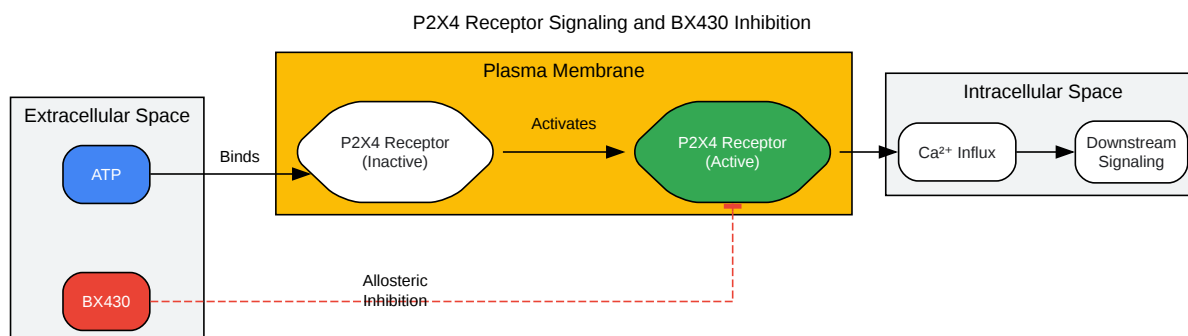 P2X4 Receptor Signaling and BX430 Inhibition
Plasma Membrane
Extracellular Space
Intracellular Space
ATP
Binds
P2X4 Receptor
(Inactive)
Activates
P2X4 Receptor
(Active)
Ca²⁺ Influx
Downstream
Signaling
BX430
Allosteric
Inhibition